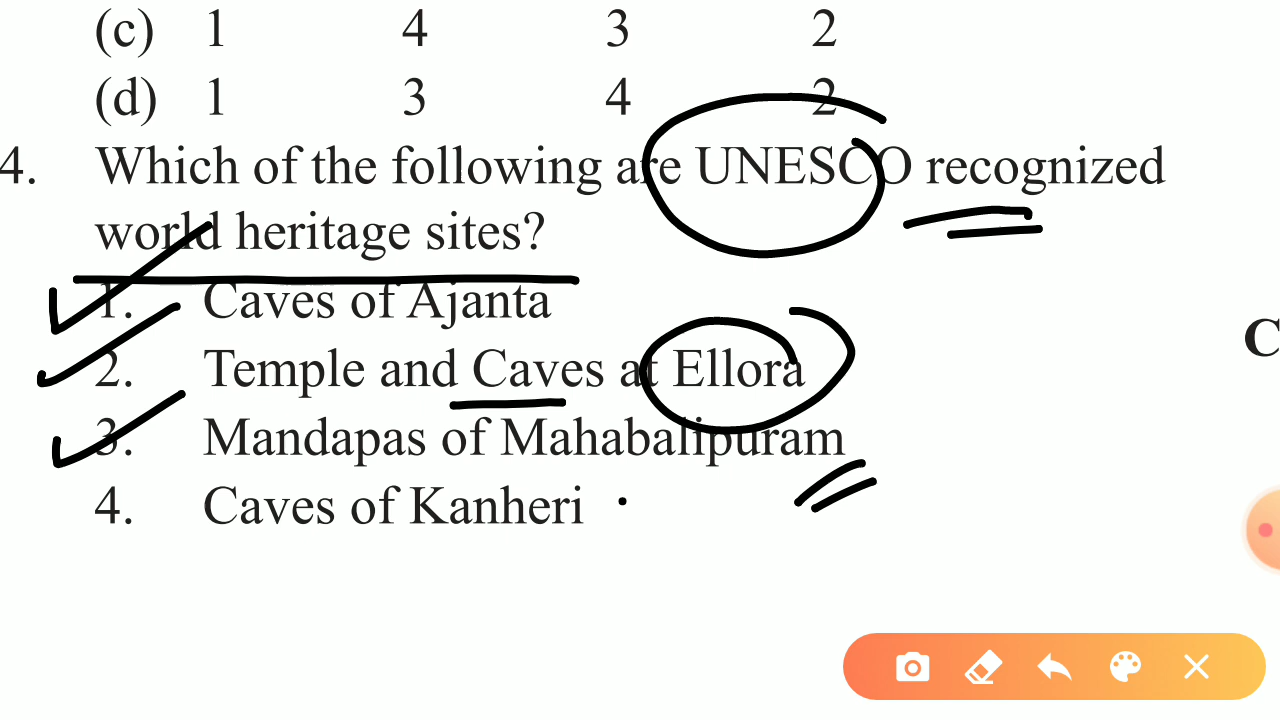 (c) 1 4 3 2
(d) 1 3 4 2
4. Which of the following are UNESCO recognized
world heritage sites?
1. Caves of Ajanta
2. Temple and Caves at Ellora
3. Mandapas of Mahabalipuram
4. Caves of Kanheri
C